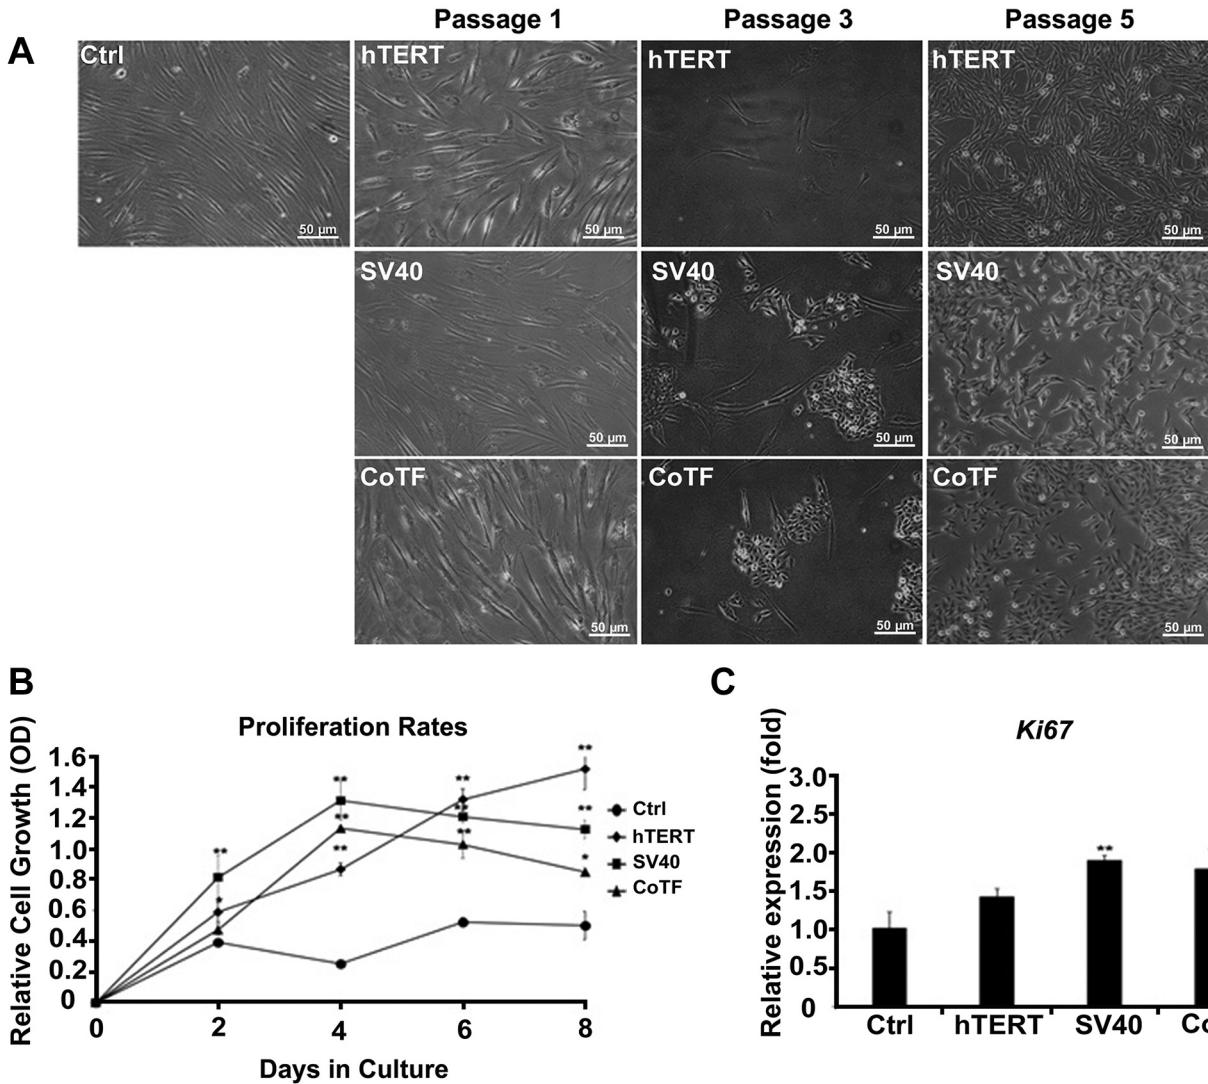 Passage 1 Passage 3 Passage 5
A
Ctrl hTERT hTERT hTERT
50 µm 50 µm 50 µm 50 µm
SV40 SV40 SV40
50 µm 50 µm 50 µm
CoTF CoTF CoTF
50 µm 50 µm 50 µm
B
Proliferation Rates
Relative Cell Growth (OD)
1.6
1.4
1.2
1.0
0.8
0.6
0.4
0.2
0
0 2 4 6 8
Days in Culture
** ** ** **
** ** **
* ** ** **
*
Ctrl
hTERT
SV40
CoTF
C
Ki67
Relative expression (fold)
3.0
2.5
2.0
1.5
1.0
0.5
0
**
Ctrl hTERT SV40 Co